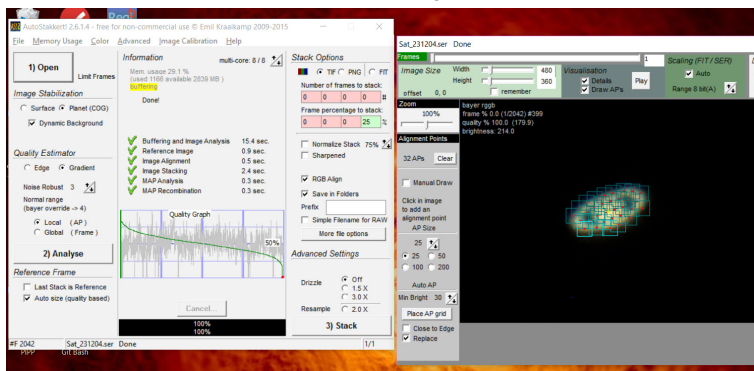 AutoStakkert! 2.6.1.4 - free for non-commercial use © Emil Kraaikamp 2009-2015
File Memory Usage Color Advanced Image Calibration Help
1) Open
Limit Frames
Image Stabilization
Surface Planet (COG)
Dynamic Background
Quality Estimator
Edge Gradient
Noise Robust 3
Normal range
(bayer override -> 4)
Local (AP)
Global (Frame)
2) Analyse
Reference Frame
Last Stack is Reference
Auto size (quality based)
Information multi-core: 8 / 8
Mem. usage 29.1 %
(used 1166 available 2839 MB )
buffering
Done!
Buffering and Image Analysis 15.4 sec.
Reference Image 0.9 sec.
Image Alignment 0.5 sec.
Image Stacking 2.4 sec.
MAP Analysis 0.3 sec.
MAP Recombination 0.3 sec.
Quality Graph
50%
Cancel...
100%
100%
Stack Options
TIF PNG FIT
Number of frames to stack:
0 0 0 0 #
Frame percentage to stack:
0 0 0 25 %
Normalize Stack 75%
Sharpened
RGB Align
Save in Folders
Prefix
Simple Filename for RAW
More file options
Advanced Settings
Drizzle Off
1.5 X
3.0 X
Resample 2.0 X
3) Stack
#F 2042 Sat_231204.ser Done 1/1
PIPP Git Bash
Sat_231204.ser Done
Frames 1
Image Size Width 480
Height 360
offset 0, 0 remember
Visualisation
Details
Draw AP's
Play
Scaling (FIT / SER)
Auto
Range 8 bit(A)
Zoom
100%
bayer rggb
frame % 0.0 (1/2042) #399
quality % 100.0 (179.9)
brightness: 214.0
Alignment Points
32 APs Clear
Manual Draw
Click in image
to add an
alignment point
AP Size
25
25 50
100 200
Auto AP
Min Bright 30
Place AP grid
Close to Edge
Replace